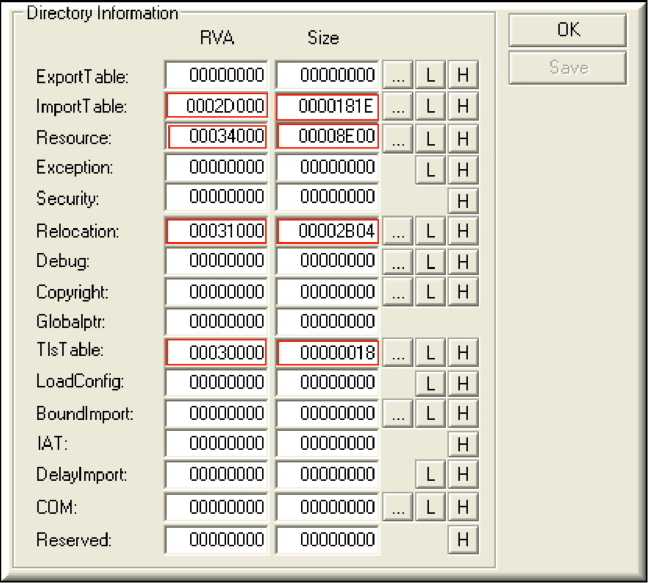 Directory Information
RVA Size
OK
Save
ExportTable: 00000000 00000000 ... L H
ImportTable: 0002D000 0000181E ... L H
Resource: 00034000 00008E00 ... L H
Exception: 00000000 00000000 L H
Security: 00000000 00000000 H
Relocation: 00031000 00002B04 ... L H
Debug: 00000000 00000000 ... L H
Copyright: 00000000 00000000 ... L H
Globalptr: 00000000 00000000
TlsTable: 00030000 00000018 ... L H
LoadConfig: 00000000 00000000 L H
BoundImport: 00000000 00000000 ... L H
IAT: 00000000 00000000 H
DelayImport: 00000000 00000000 L H
COM: 00000000 00000000 ... L H
Reserved: 00000000 00000000 H